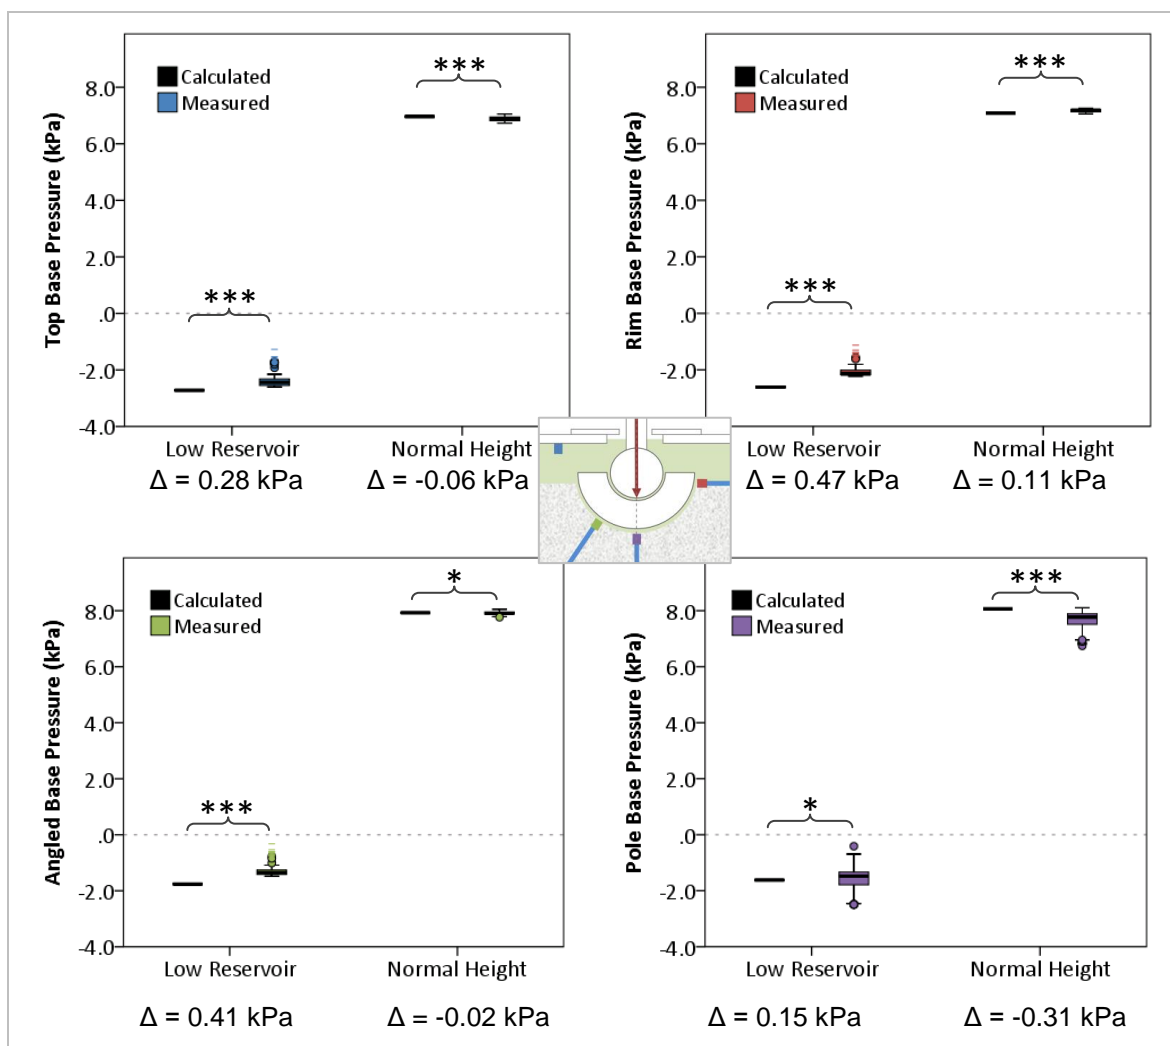 Top Base Pressure (kPa)
8.0
6.0
4.0
2.0
.0
-2.0
-4.0
Calculated
Measured
***
***
Low Reservoir
Normal Height
Δ = 0.28 kPa
Δ = -0.06 kPa
Rim Base Pressure (kPa)
8.0
6.0
4.0
2.0
.0
-2.0
-4.0
Calculated
Measured
***
***
Low Reservoir
Normal Height
Δ = 0.47 kPa
Δ = 0.11 kPa
Angled Base Pressure (kPa)
8.0
6.0
4.0
2.0
.0
-2.0
-4.0
Calculated
Measured
*
***
Low Reservoir
Normal Height
Δ = 0.41 kPa
Δ = -0.02 kPa
Pole Base Pressure (kPa)
8.0
6.0
4.0
2.0
.0
-2.0
-4.0
Calculated
Measured
***
*
Low Reservoir
Normal Height
Δ = 0.15 kPa
Δ = -0.31 kPa